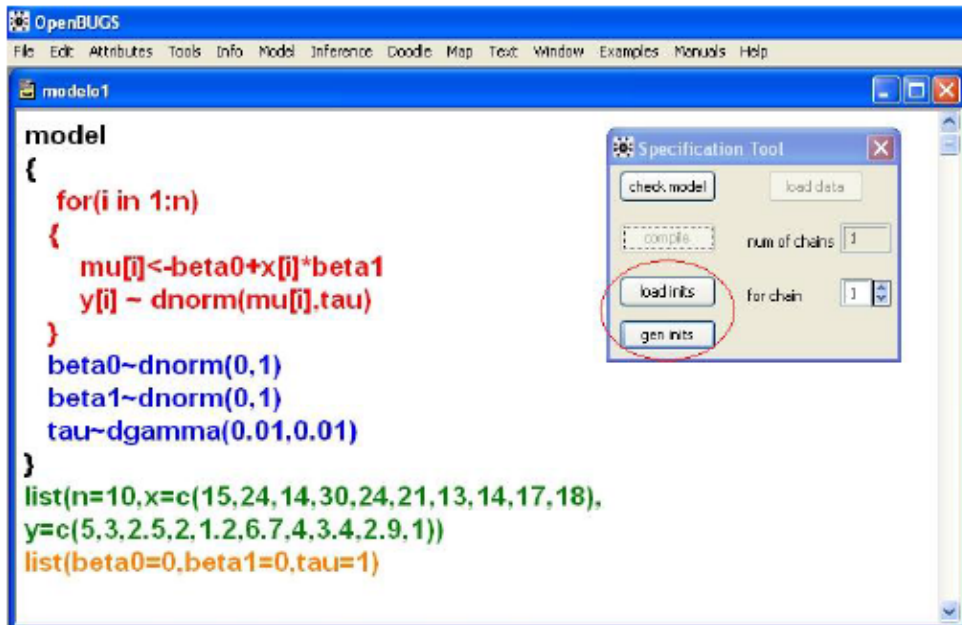 OpenBUGS
File Edit Attributes Tools Info Model Inference Doodle Map Text Window Examples Manuals Help
modelo1
model
{
for(i in 1:n)
{
mu[i]<-beta0+x[i]*beta1
y[i] ~ dnorm(mu[i],tau)
}
beta0~dnorm(0,1)
beta1~dnorm(0,1)
tau~dgamma(0.01,0.01)
}
list(n=10,x=c(15,24,14,30,24,21,13,14,17,18),
y=c(5,3,2.5,2,1.2,6.7,4,3.4,2.9,1))
list(beta0=0,beta1=0,tau=1)
Specification Tool
check model load data
compile num of chains 1
load inits for chain 1
gen inits